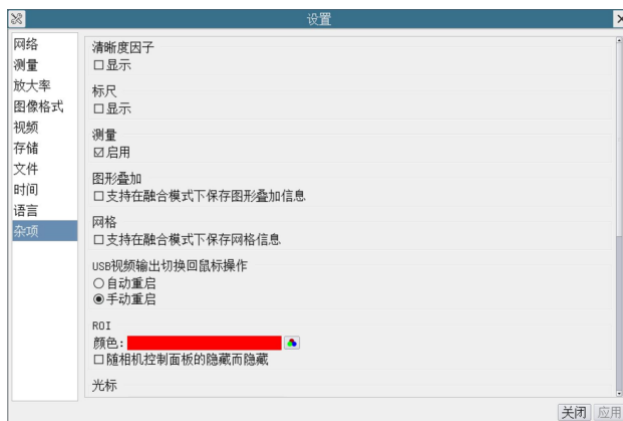 设置
网络
测量
放大率
图像格式
视频
存储
文件
时间
语言
杂项
清晰度因子
显示
标尺
显示
测量
启用
图形叠加
支持在融合模式下保存图形叠加信息
网格
支持在融合模式下保存网格信息
USB视频输出切换回鼠标操作
自动重启
手动重启
ROI
颜色:
随相机控制面板的隐藏而隐藏
光标
关闭 应用